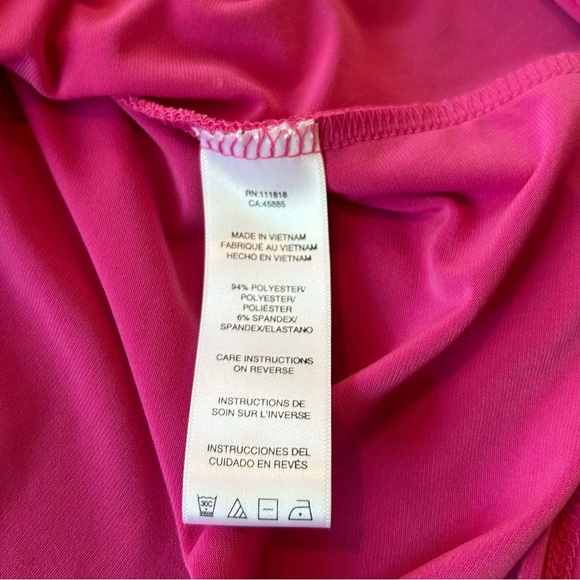 RN:111818
CA:45885
MADE IN VIETNAM
FABRIQUÉ AU VIETNAM
HECHO EN VIETNAM
94% POLYESTER/
POLYESTER/
POLIÉSTER
6% SPANDEX/
SPANDEX/ELASTANO
CARE INSTRUCTIONS
ON REVERSE
INSTRUCTIONS DE
SOIN SUR L'INVERSE
INSTRUCCIONES DEL
CUIDADO EN REVÉS
30C